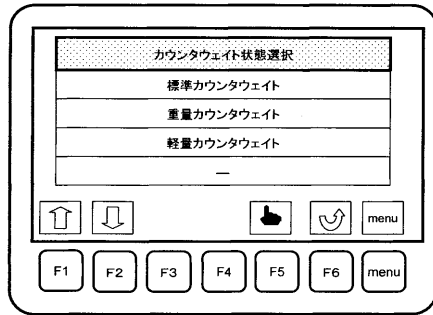 カウンタウェイト状態選択
標準カウンタウェイト
重量カウンタウェイト
軽量カウンタウェイト
—
menu
F1 F2 F3 F4 F5 F6 menu